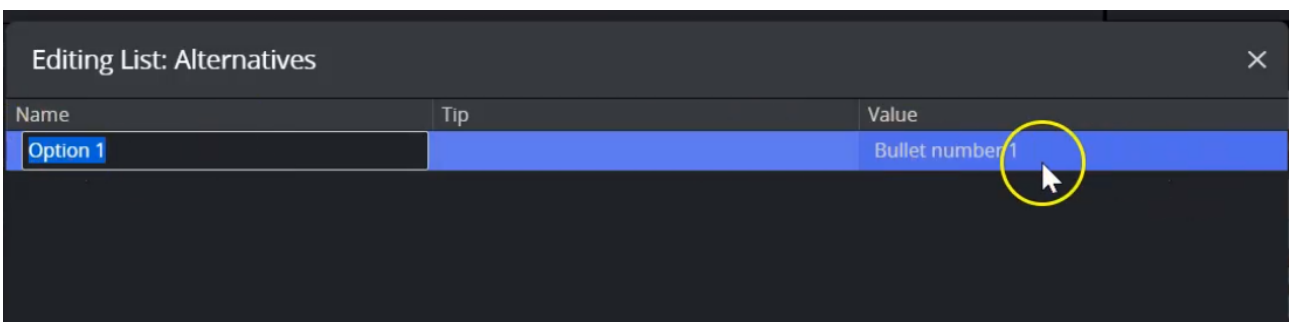 Editing List: Alternatives
Name Tip Value
Option 1 Bullet number 1